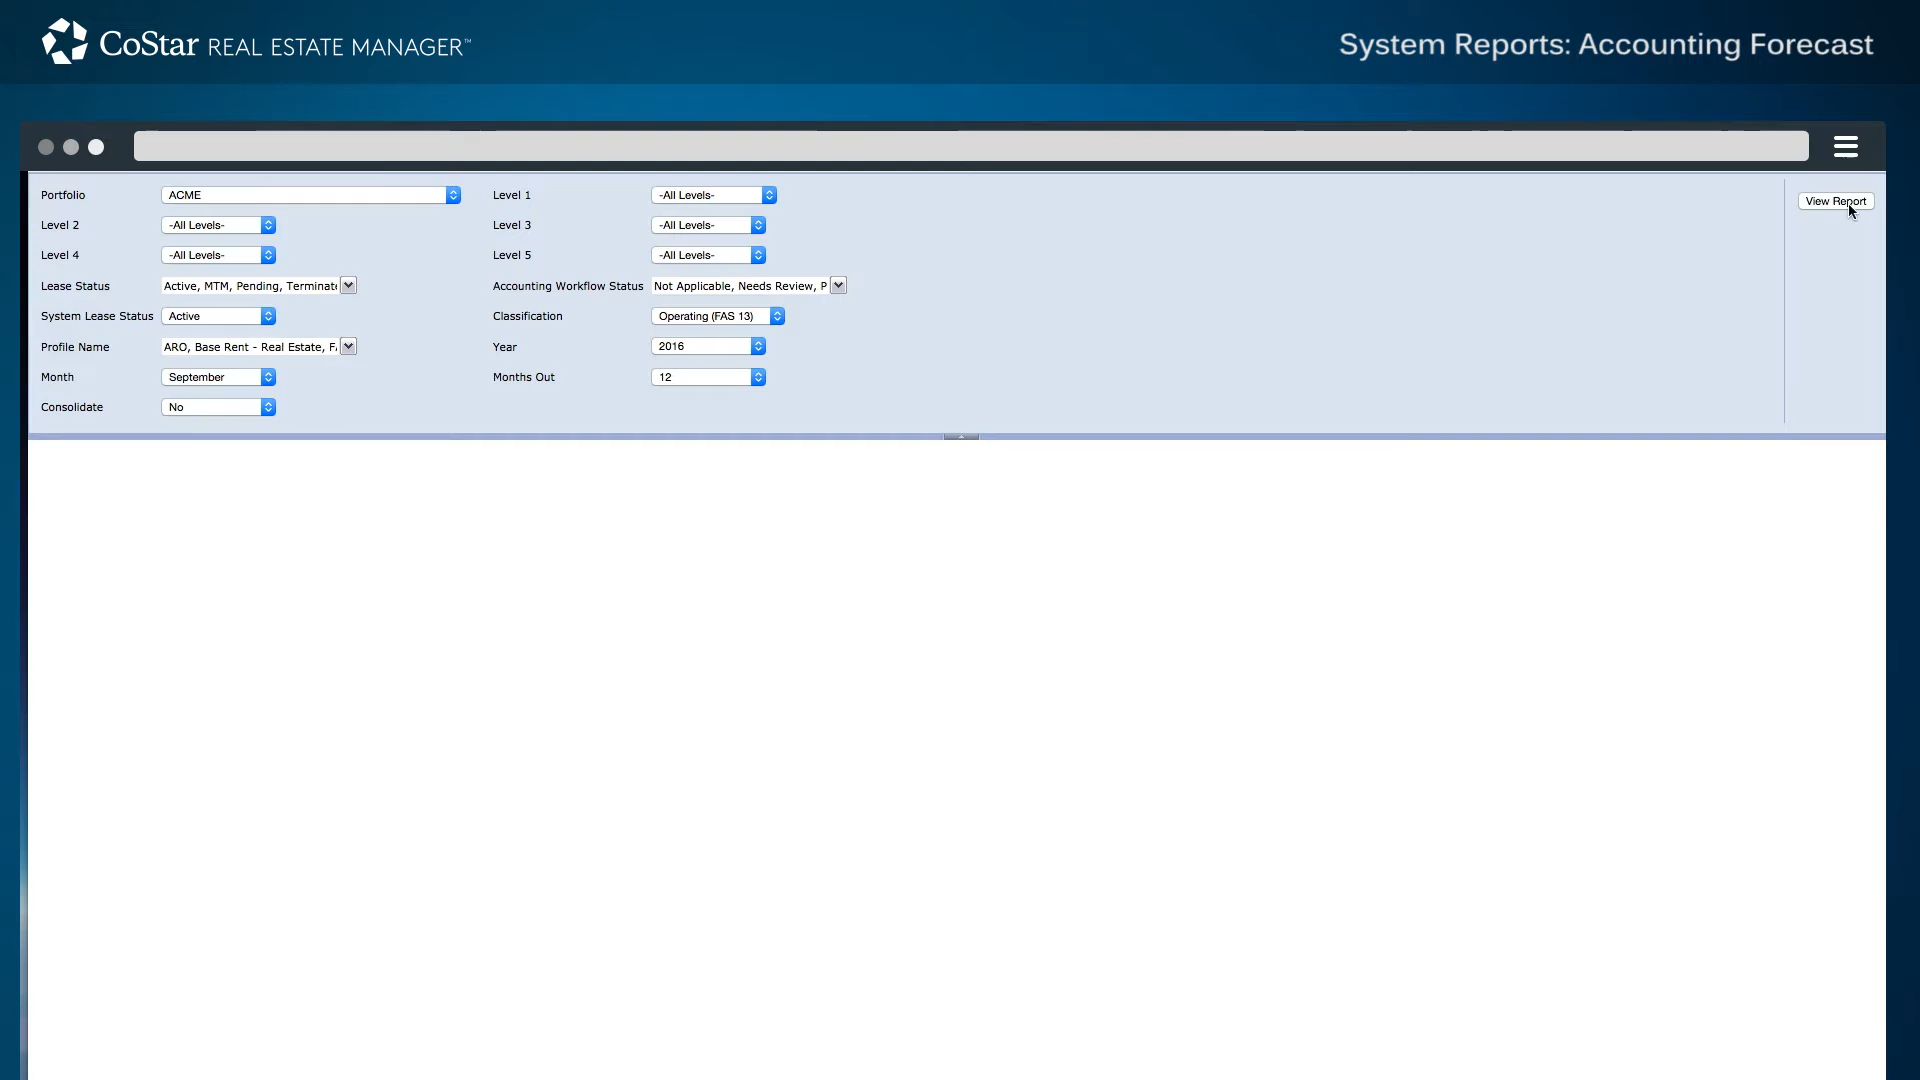 CoStar REAL ESTATE MANAGER™
System Reports: Accounting Forecast
Portfolio ACME Level 1 -All Levels- View Report
Level 2 -All Levels- Level 3 -All Levels-
Level 4 -All Levels- Level 5 -All Levels-
Lease Status Active, MTM, Pending, Terminate Accounting Workflow Status Not Applicable, Needs Review, P
System Lease Status Active Classification Operating (FAS 13)
Profile Name ARO, Base Rent - Real Estate, F Year 2016
Month September Months Out 12
Consolidate No